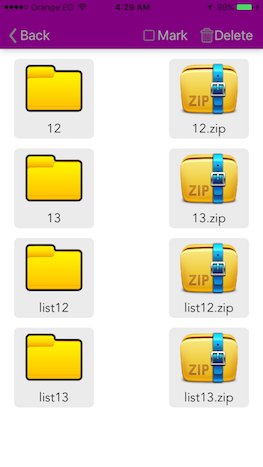 Orange EG 4:29 AM 99%
Back Mark Delete
12 ZIP 12.zip
13 ZIP 13.zip
list12 ZIP list12.zip
list13 ZIP list13.zip